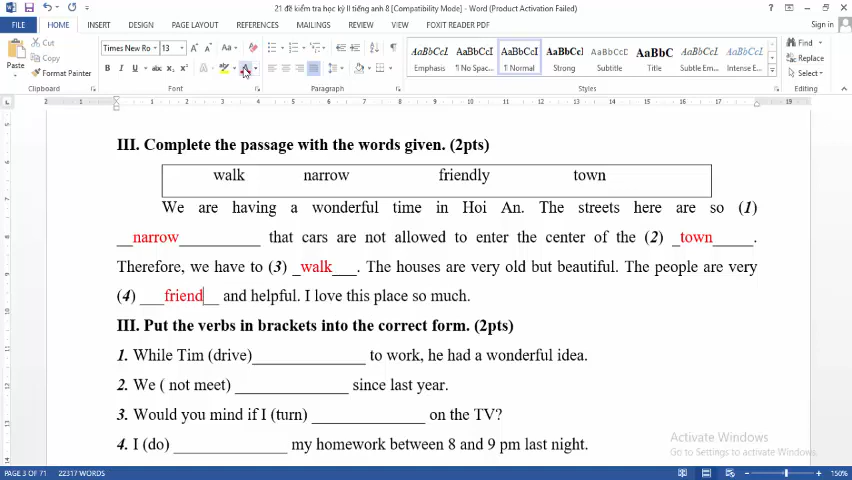 21 đề kiểm tra học kỳ II tiếng anh 8 [Compatibility Mode] - Word (Product Activation Failed)
FILE HOME INSERT DESIGN PAGE LAYOUT REFERENCES MAILINGS REVIEW VIEW FOXIT READER PDF Sign in
Cut
Copy
Format Painter
Paste
Clipboard
Times New Ro 13
Font
Paragraph
AaBbCcI AaBbCcI AaBbCcI AaBbCcI AaBbCcI AaBbC AaBbCcI AaBbCcI
Emphasis ¶ No Spac... ¶ Normal Strong Subtitle Title Subtle Em... Intense E...
Styles
Find
Replace
Select
Editing
III. Complete the passage with the words given. (2pts)
walk narrow friendly town
We are having a wonderful time in Hoi An. The streets here are so (1)
__narrow___________ that cars are not allowed to enter the center of the (2) _town_____.
Therefore, we have to (3) _walk___. The houses are very old but beautiful. The people are very
(4) ___friend__ and helpful. I love this place so much.
III. Put the verbs in brackets into the correct form. (2pts)
1. While Tim (drive)______________ to work, he had a wonderful idea.
2. We ( not meet) ______________ since last year.
3. Would you mind if I (turn) ______________ on the TV?
4. I (do) ______________ my homework between 8 and 9 pm last night.
Activate Windows
Go to Settings to activate Windows.
PAGE 3 OF 71 22317 WORDS 150%